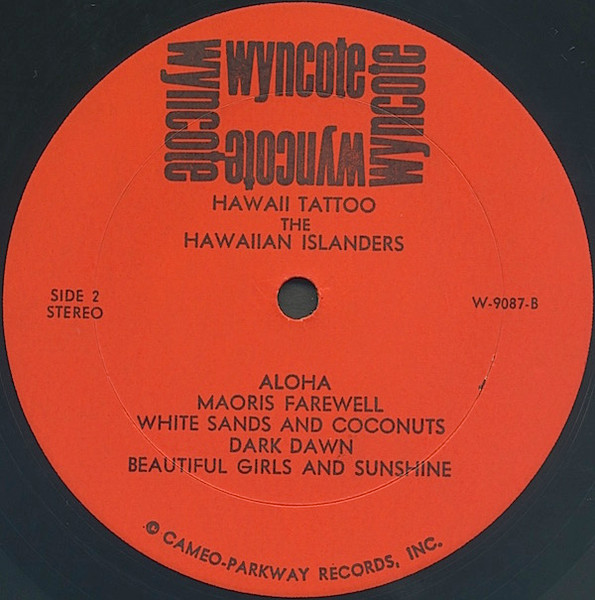 wyncote
wyncote
wyncote
wyncote
wyncote
HAWAII TATTOO
THE
HAWAIIAN ISLANDERS
SIDE 2
STEREO
W-9087-B
ALOHA
MAORIS FAREWELL
WHITE SANDS AND COCONUTS
DARK DAWN
BEAUTIFUL GIRLS AND SUNSHINE
© CAMEO-PARKWAY RECORDS, INC.